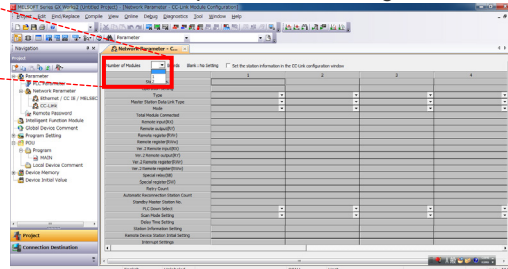 MELSOFT Series GX Works2 (Untitled Project) - [Network Parameter - CC-Link Module Configuration]
Project Edit Find/Replace Compile View Online Debug Diagnostics Tool Window Help
Parameter
Navigation
Network Parameter - C...
Project
Number of Modules
Boards
Blank : No Setting
Set the station information in the CC Link configuration window
Parameter
1 2 3 4
Network Parameter
Ethernet / CC IE / MELSEC
CC-Link
Remote Password
Intelligent Function Module
Global Device Comment
Program Setting
POU
Program
MAIN
Local Device Comment
Device Memory
Device Initial Value
Type
Master Station Data Link Type
Mode
Total Module Connected
Remote input(RX)
Remote output(RY)
Remote register(RWr)
Remote register(RWw)
Ver.2 Remote input(RX)
Ver.2 Remote output(RY)
Ver.2 Remote register(RWr)
Ver.2 Remote register(RWw)
Special relay(SB)
Special register(SW)
Retry Count
Automatic Reconnection Station Count
Standby Master Station No.
PLC Down Select
Scan Mode Setting
Delay Time Setting
Station Information Setting
Remote Device Station Initial Setting
Interrupt Settings
Project
Connection Destination